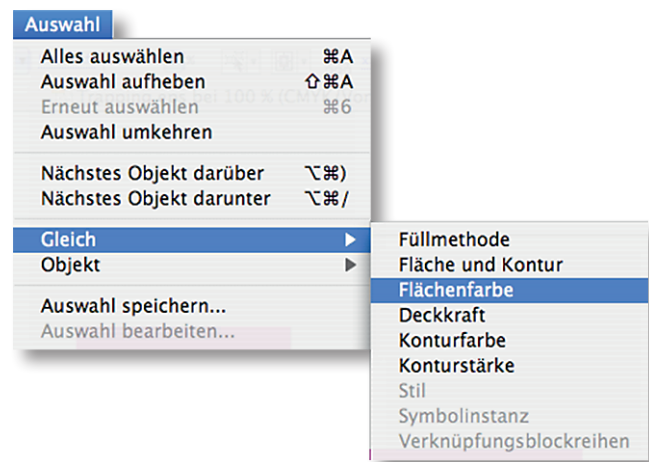 Auswahl
Alles auswählen ⌘A
Auswahl aufheben ⇧⌘A
Erneut auswählen ⌘6
Auswahl umkehren
Nächstes Objekt darüber ⌥⌘)
Nächstes Objekt darunter ⌥⌘/
Gleich ▶
Objekt ▶
Auswahl speichern...
Auswahl bearbeiten...
Füllmethode
Fläche und Kontur
Flächenfarbe
Deckkraft
Konturfarbe
Konturstärke
Stil
Symbolinstanz
Verknüpfungsblockreihen